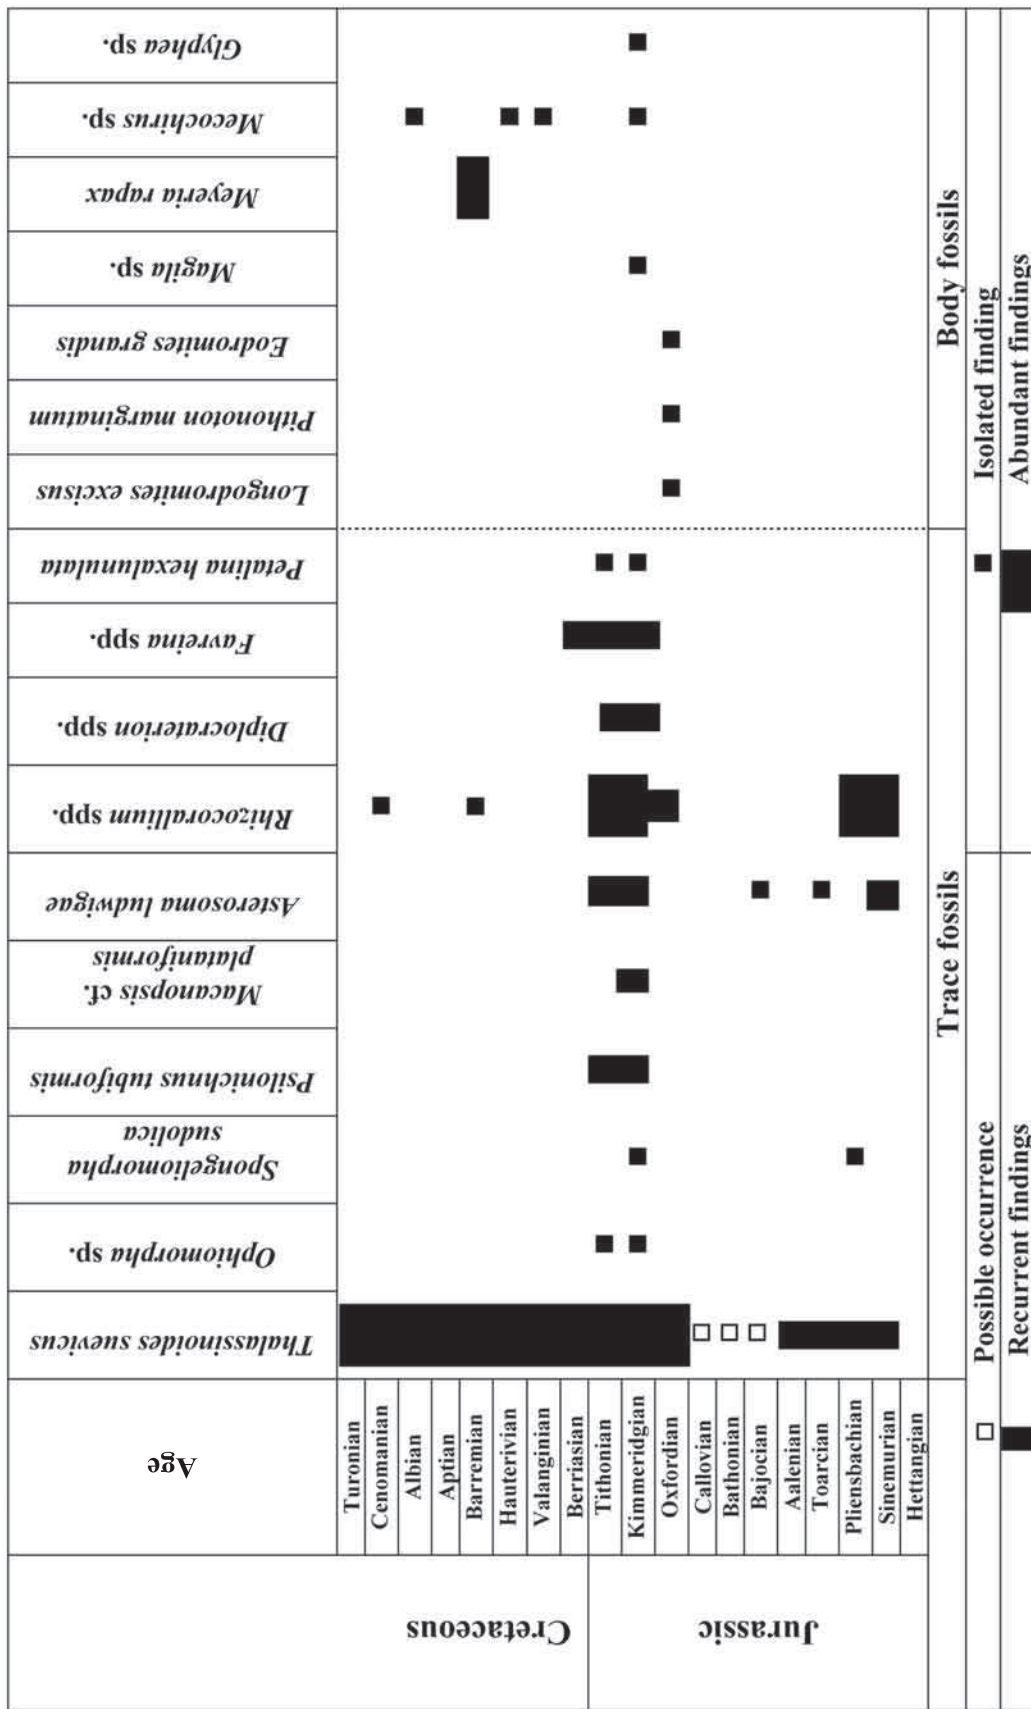 Age
Thalassinoides suevicus
Ophiomorpha sp.
Spongeliomorpha
sudolica
Psilonichnus tubiformis
Macanopsis cf.
plataniformis
Asterosoma ludwigae
Rhizocorallium spp.
Diplocraterion spp.
Favreina spp.
Petalina hexalunulata
Longodromites excisus
Pithonoton marginatum
Eodromites grandis
Magila sp.
Meyeria rapax
Mecochirus sp.
Glyphea sp.
Cretaceous
Turonian
Cenomanian
Albian
Aptian
Barremian
Hauterivian
Valanginian
Berriasian
Jurassic
Tithonian
Kimmeridgian
Oxfordian
Callovian
Bathonian
Bajocian
Aalenian
Toarcian
Pliensbachian
Sinemurian
Hettangian
Trace fossils
Body fossils
Possible occurrence
Isolated finding
Recurrent findings
Abundant findings